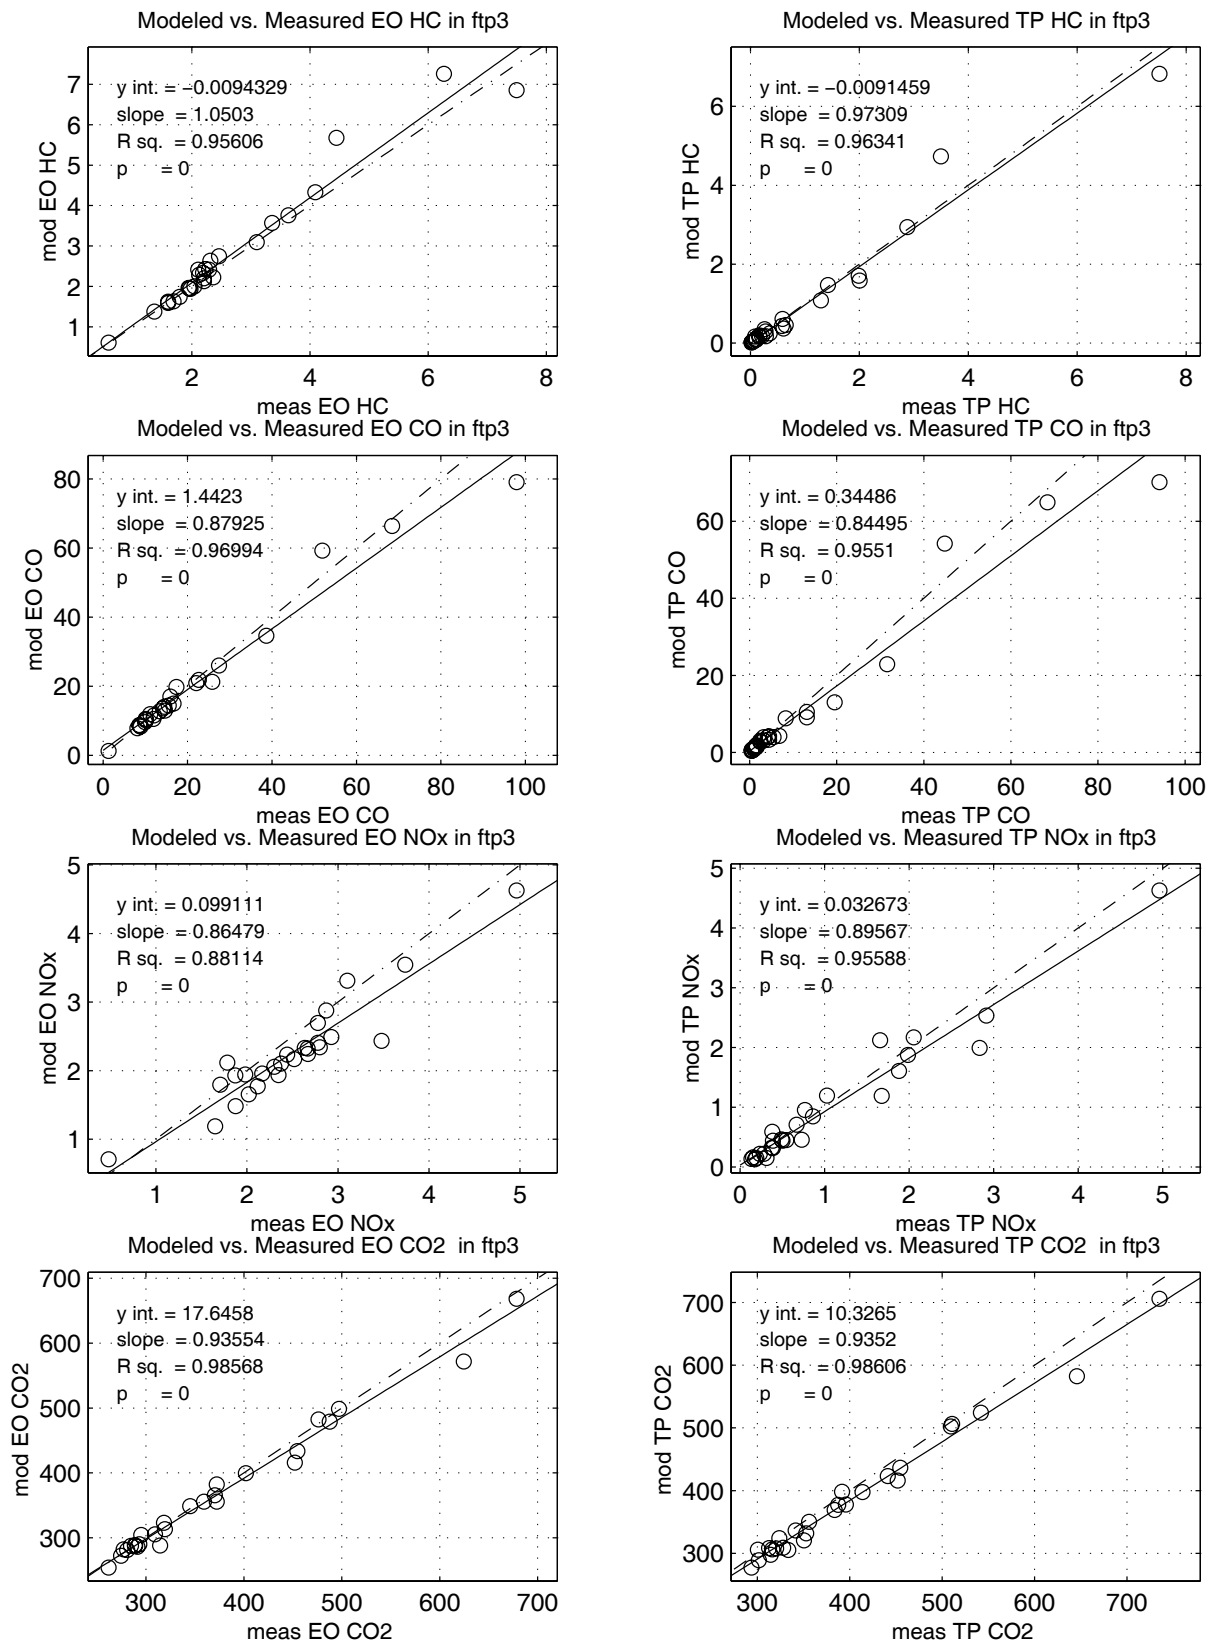 Modeled vs. Measured EO HC in ftp3
y int. = −0.0094329
slope = 1.0503
R sq. = 0.95606
p = 0
7
6
5
4
3
2
1
mod EO HC
2 4 6 8
meas EO HC
Modeled vs. Measured TP HC in ftp3
y int. = −0.0091459
slope = 0.97309
R sq. = 0.96341
p = 0
6
4
2
0
mod TP HC
0 2 4 6 8
meas TP HC
Modeled vs. Measured EO CO in ftp3
y int. = 1.4423
slope = 0.87925
R sq. = 0.96994
p = 0
80
60
40
20
0
mod EO CO
0 20 40 60 80 100
meas EO CO
Modeled vs. Measured TP CO in ftp3
y int. = 0.34486
slope = 0.84495
R sq. = 0.9551
p = 0
60
40
20
0
mod TP CO
0 20 40 60 80 100
meas TP CO
Modeled vs. Measured EO NOx in ftp3
y int. = 0.099111
slope = 0.86479
R sq. = 0.88114
p = 0
5
4
3
2
1
mod EO NOx
1 2 3 4 5
meas EO NOx
Modeled vs. Measured TP NOx in ftp3
y int. = 0.032673
slope = 0.89567
R sq. = 0.95588
p = 0
5
4
3
2
1
0
mod TP NOx
0 1 2 3 4 5
meas TP NOx
Modeled vs. Measured EO CO2 in ftp3
y int. = 17.6458
slope = 0.93554
R sq. = 0.98568
p = 0
700
600
500
400
300
mod EO CO2
300 400 500 600 700
meas EO CO2
Modeled vs. Measured TP CO2 in ftp3
y int. = 10.3265
slope = 0.9352
R sq. = 0.98606
p = 0
700
600
500
400
300
mod TP CO2
300 400 500 600 700
meas TP CO2